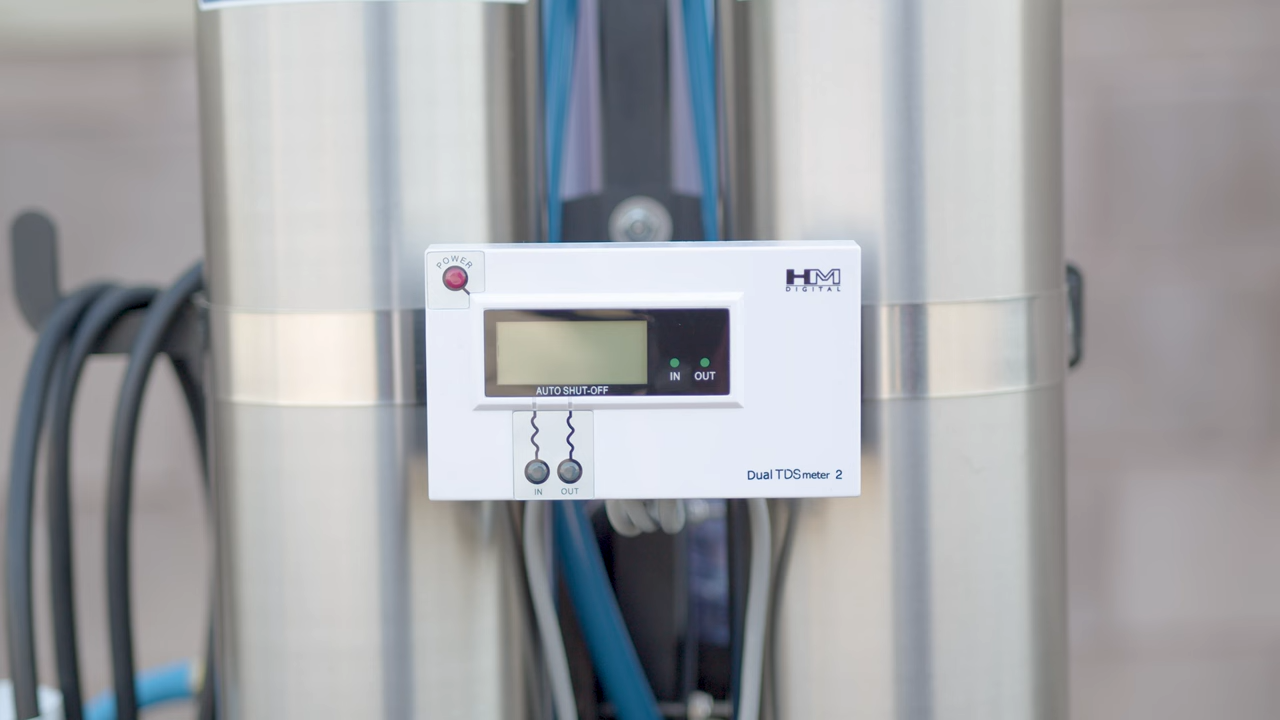 POWER
HM
DIGITAL
IN OUT
AUTO SHUT-OFF
IN OUT
Dual TDS meter 2